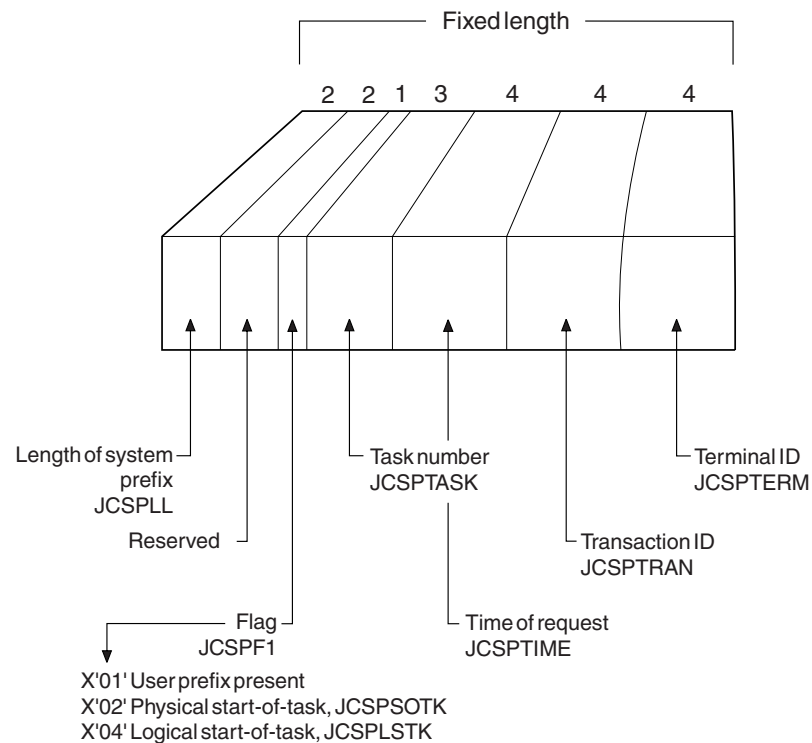 Fixed length
2 2 1 3 4 4 4
Length of system
prefix
JCSPLL
Reserved
Flag
JCSPF1
X'01' User prefix present
X'02' Physical start-of-task, JCSPSOTK
X'04' Logical start-of-task, JCSPLSTK
Task number
JCSPTASK
Time of request
JCSPTIME
Transaction ID
JCSPTRAN
Terminal ID
JCSPTERM